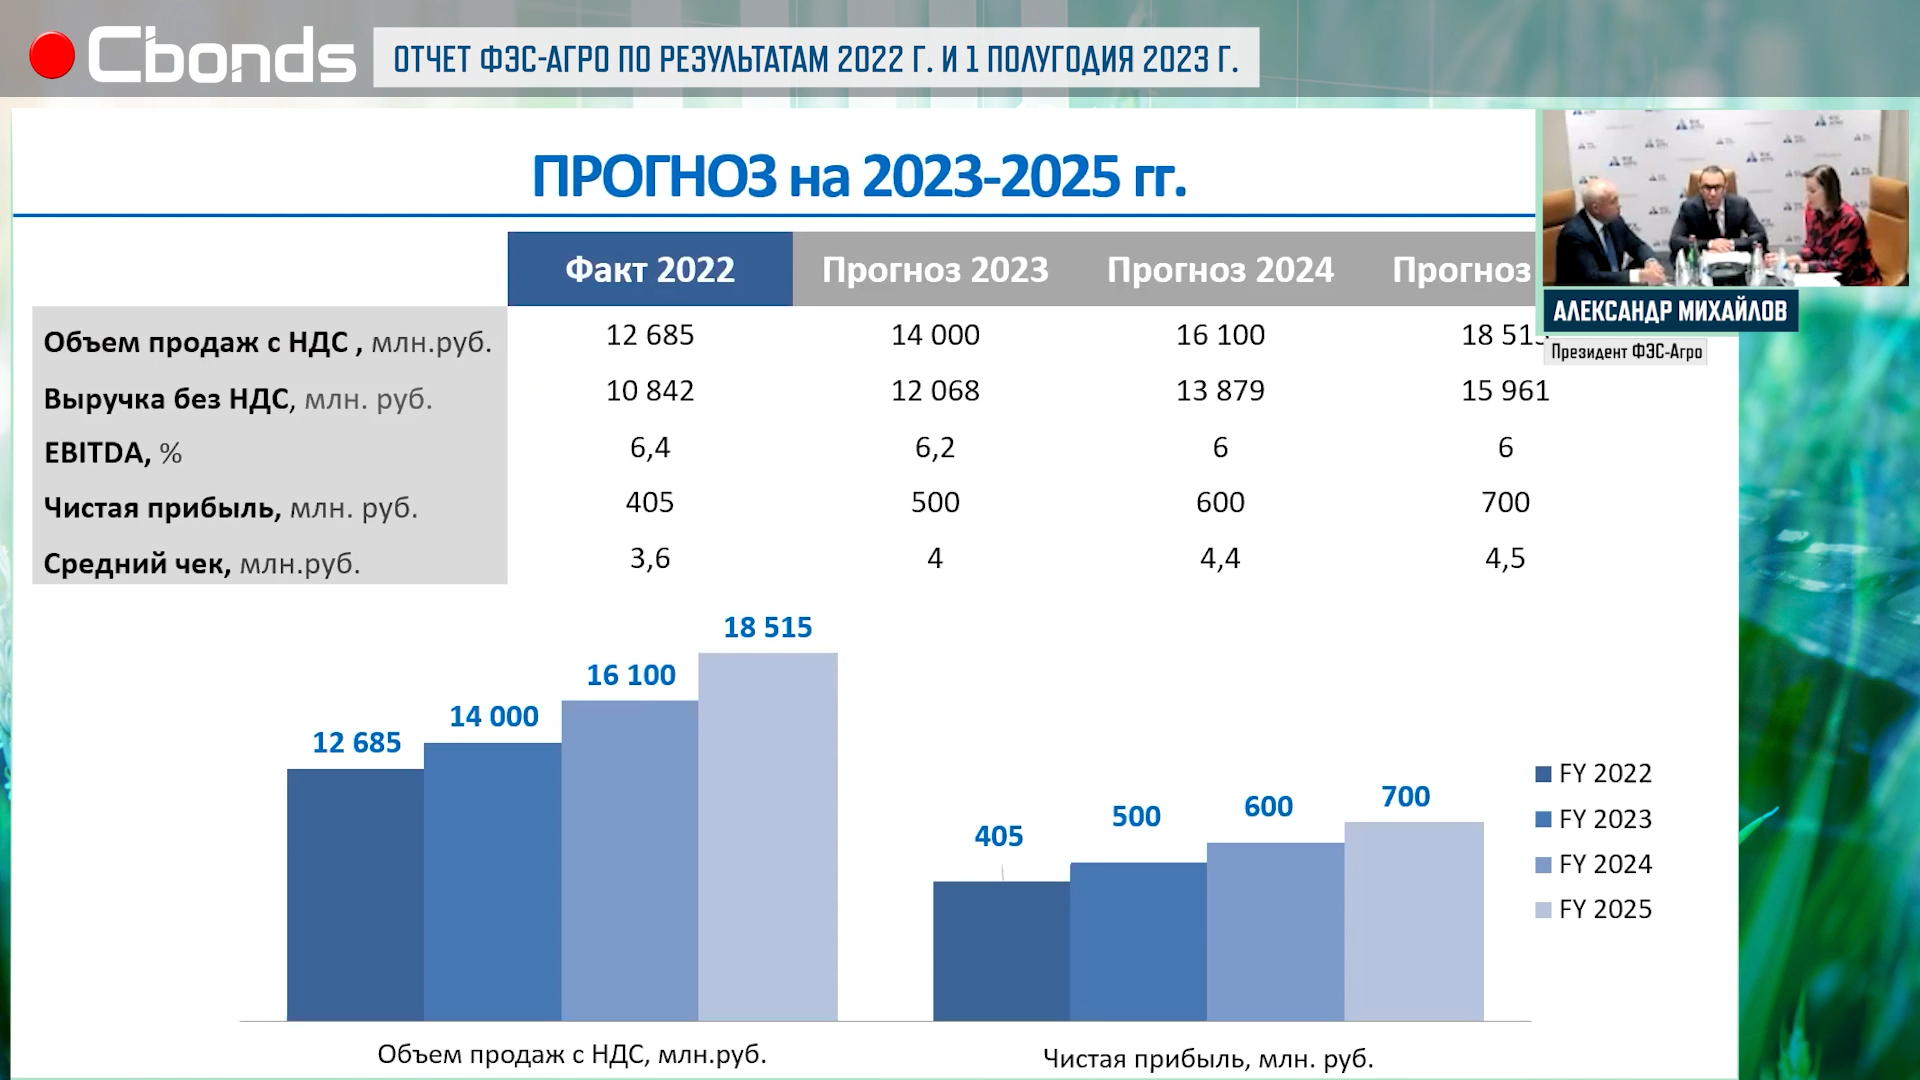 Cbonds
ОТЧЕТ ФЭС-АГРО ПО РЕЗУЛЬТАТАМ 2022 Г. И 1 ПОЛУГОДИЯ 2023 Г.
ПРОГНОЗ на 2023-2025 гг.
Факт 2022 Прогноз 2023 Прогноз 2024 Прогноз
АЛЕКСАНДР МИХАЙЛОВ
Президент ФЭС-Агро
Объем продаж с НДС , млн.руб. 12 685 14 000 16 100 18 515
Выручка без НДС, млн. руб. 10 842 12 068 13 879 15 961
EBITDA, % 6,4 6,2 6 6
Чистая прибыль, млн. руб. 405 500 600 700
Средний чек, млн.руб. 3,6 4 4,4 4,5
12 685 14 000 16 100 18 515
405 500 600 700
FY 2022
FY 2023
FY 2024
FY 2025
Объем продаж с НДС, млн.руб.
Чистая прибыль, млн. руб.